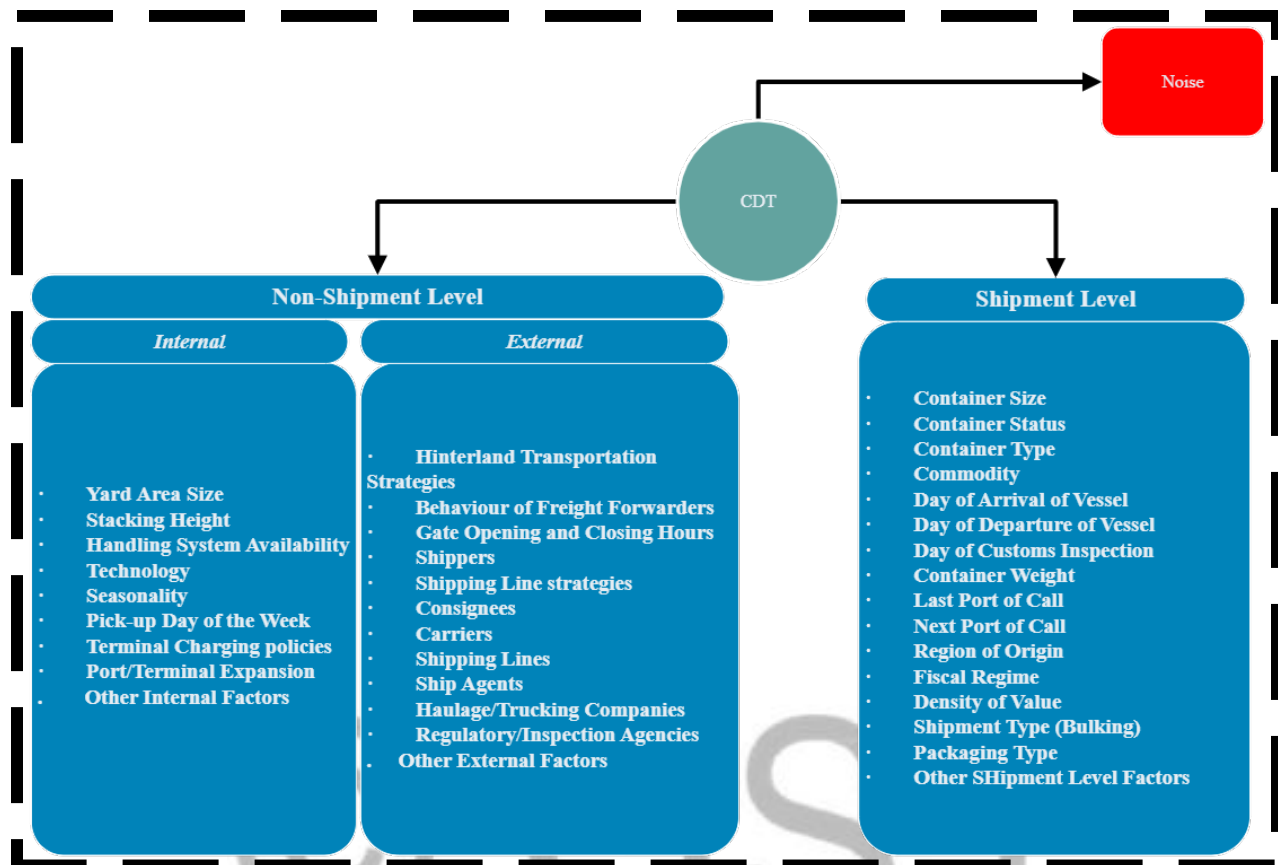 Noise
CDT
Non-Shipment Level
Internal
· Yard Area Size
· Stacking Height
· Handling System Availability
· Technology
· Seasonality
· Pick-up Day of the Week
· Terminal Charging policies
· Port/Terminal Expansion
. Other Internal Factors
External
· Hinterland Transportation
Strategies
· Behaviour of Freight Forwarders
· Gate Opening and Closing Hours
· Shippers
· Shipping Line strategies
· Consignees
· Carriers
· Shipping Lines
· Ship Agents
· Haulage/Trucking Companies
· Regulatory/Inspection Agencies
. Other External Factors
Shipment Level
· Container Size
· Container Status
· Container Type
· Commodity
· Day of Arrival of Vessel
· Day of Departure of Vessel
· Day of Customs Inspection
· Container Weight
· Last Port of Call
· Next Port of Call
· Region of Origin
· Fiscal Regime
· Density of Value
· Shipment Type (Bulking)
· Packaging Type
· Other SHipment Level Factors